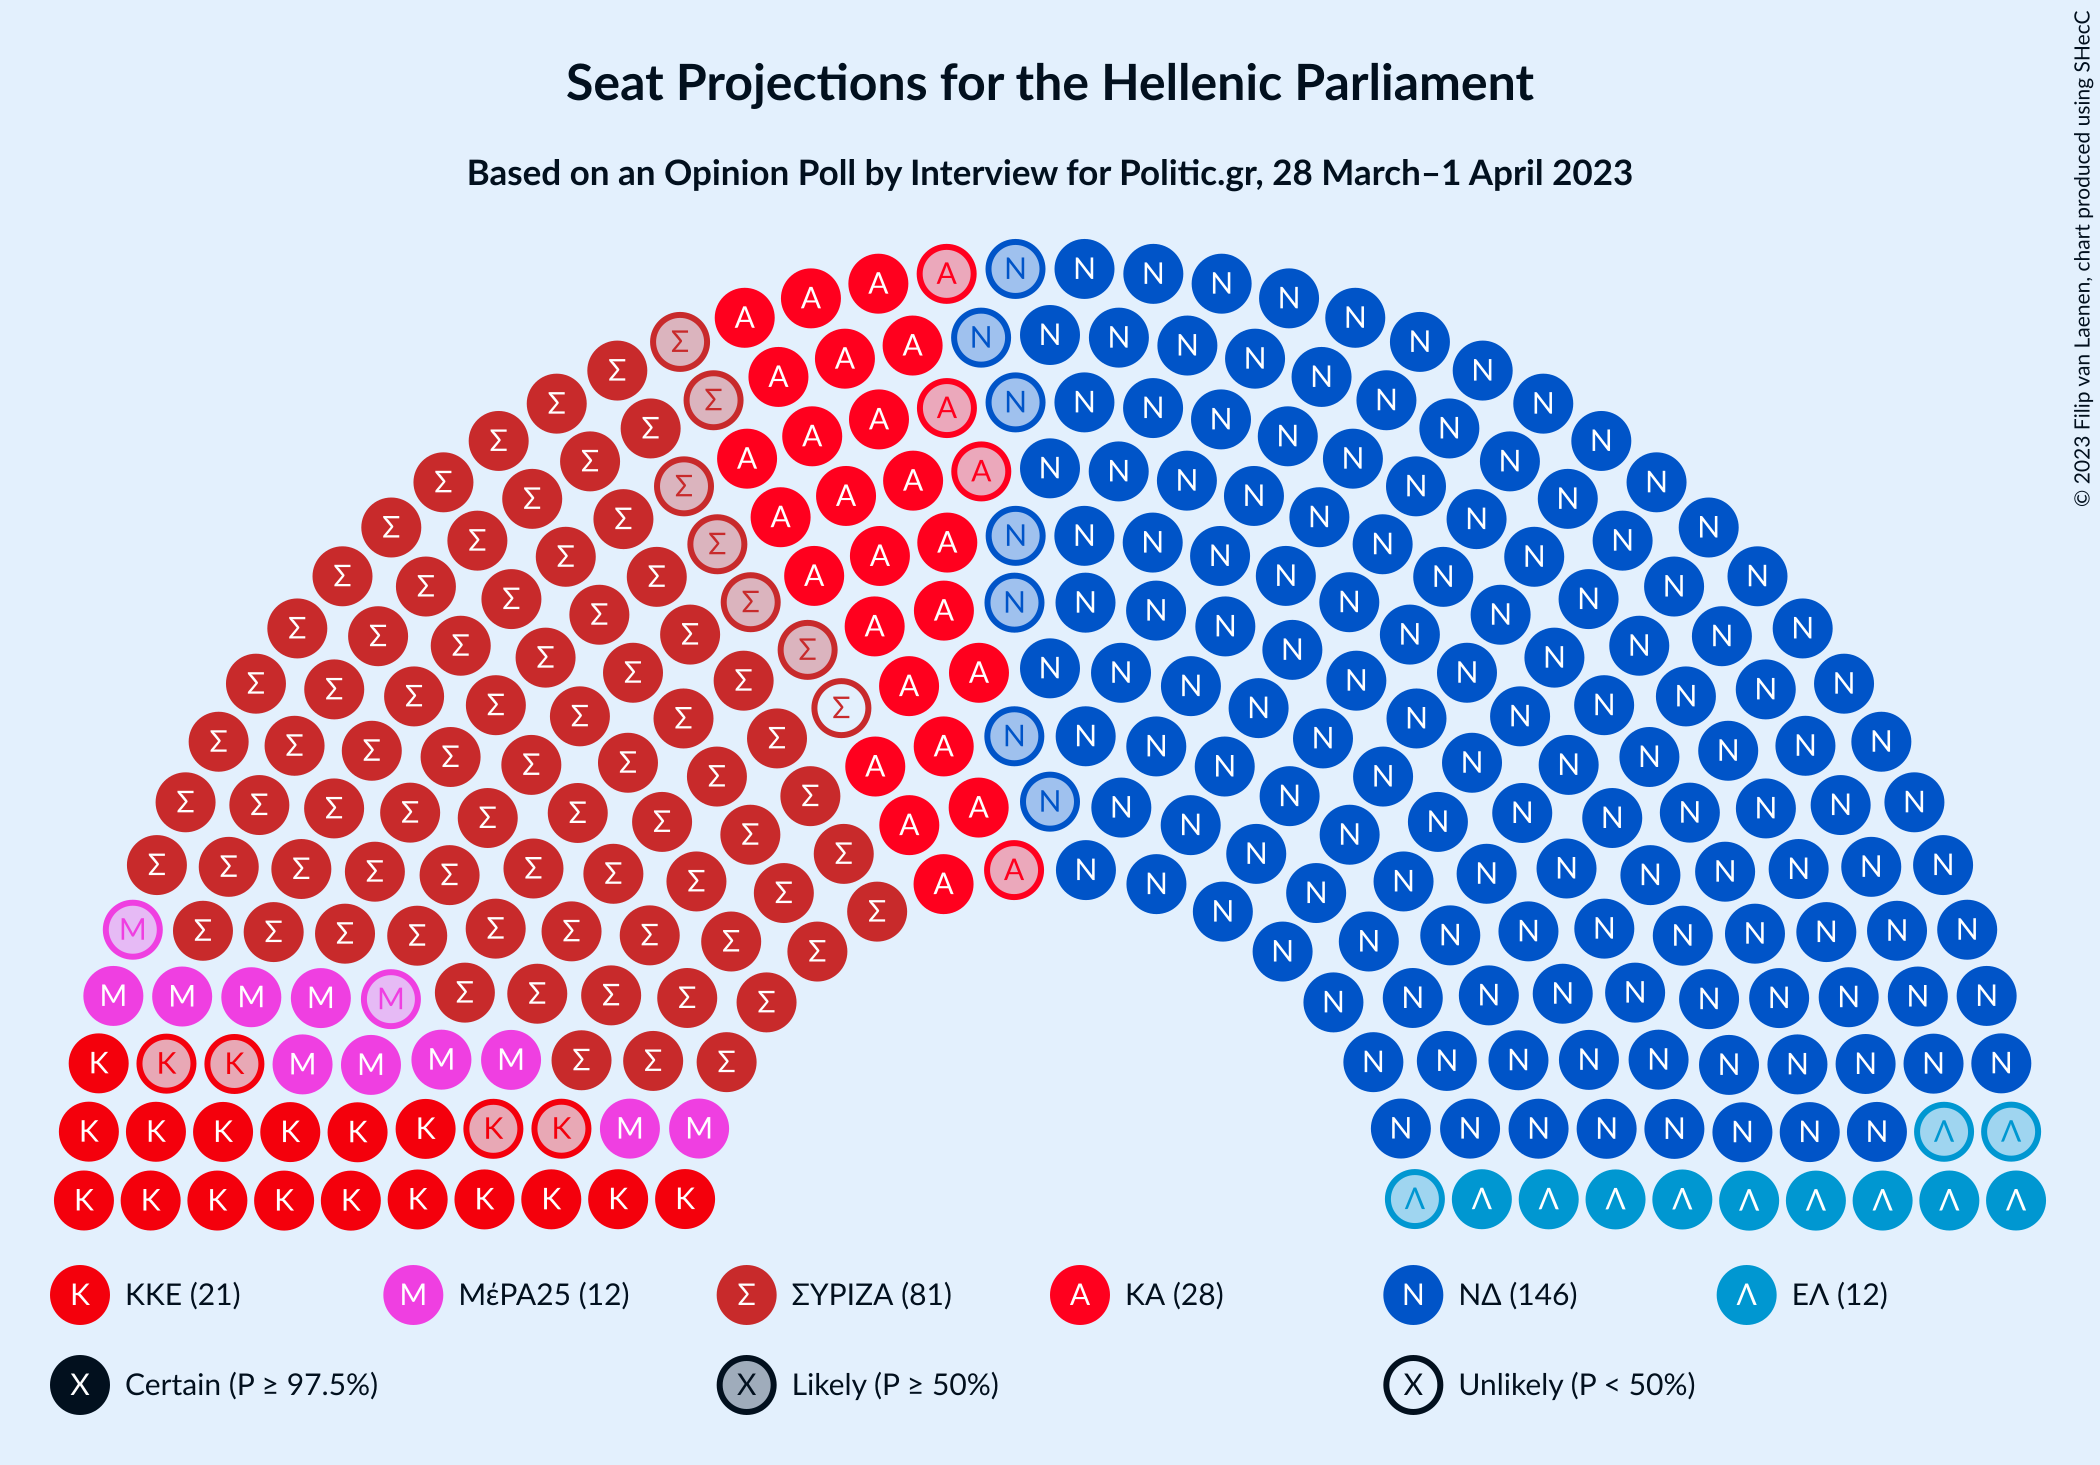 Seat Projections for the Hellenic Parliament
Based on an Opinion Poll by Interview for Politic.gr, 28 March–1 April 2023
© 2023 Filip van Laenen, chart produced using SHecC
Κ ΚΚΕ (21) Μ ΜέΡΑ25 (12) Σ ΣΥΡΙΖΑ (81) Α ΚΑ (28) Ν ΝΔ (146) Λ ΕΛ (12)
X Certain (P ≥ 97.5%) X Likely (P ≥ 50%) X Unlikely (P < 50%)